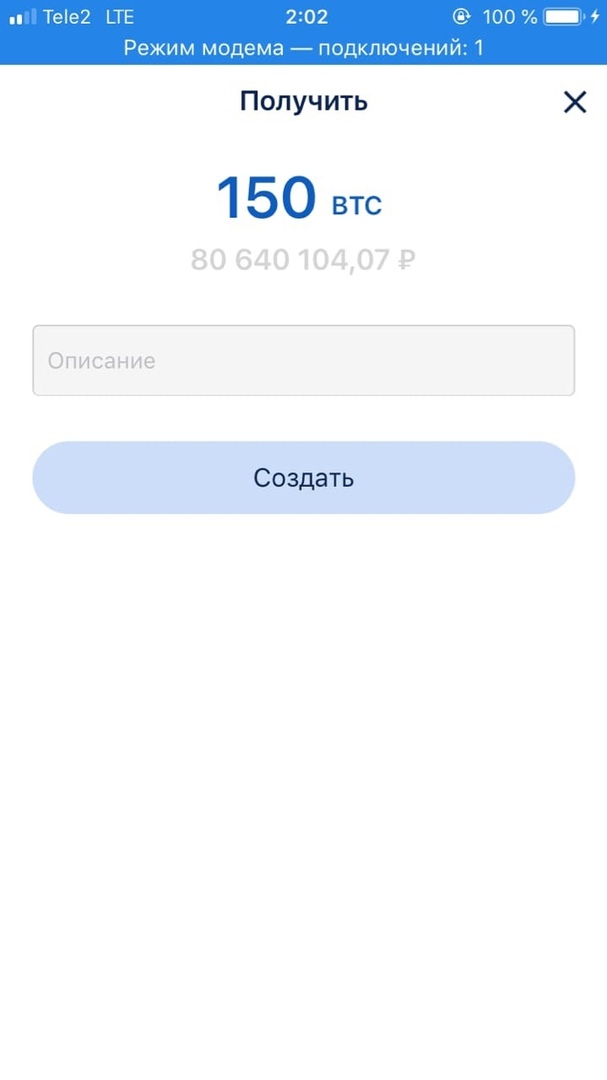 Tele2 LTE 2:02 100 %
Режим модема — подключений: 1
Получить
150 BTC
80 640 104,07 ₽
Описание
Создать